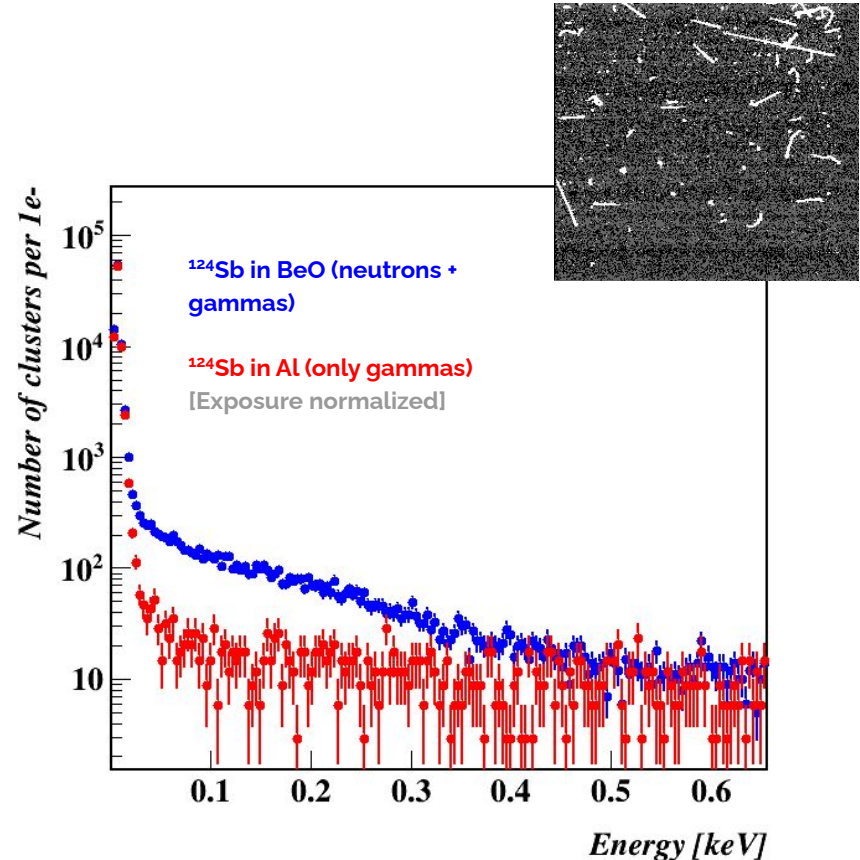 Number of clusters per 1e-
10⁵
10⁴
10³
10²
10
¹²⁴Sb in BeO (neutrons +
gammas)
¹²⁴Sb in Al (only gammas)
[Exposure normalized]
0.1 0.2 0.3 0.4 0.5 0.6
Energy [keV]